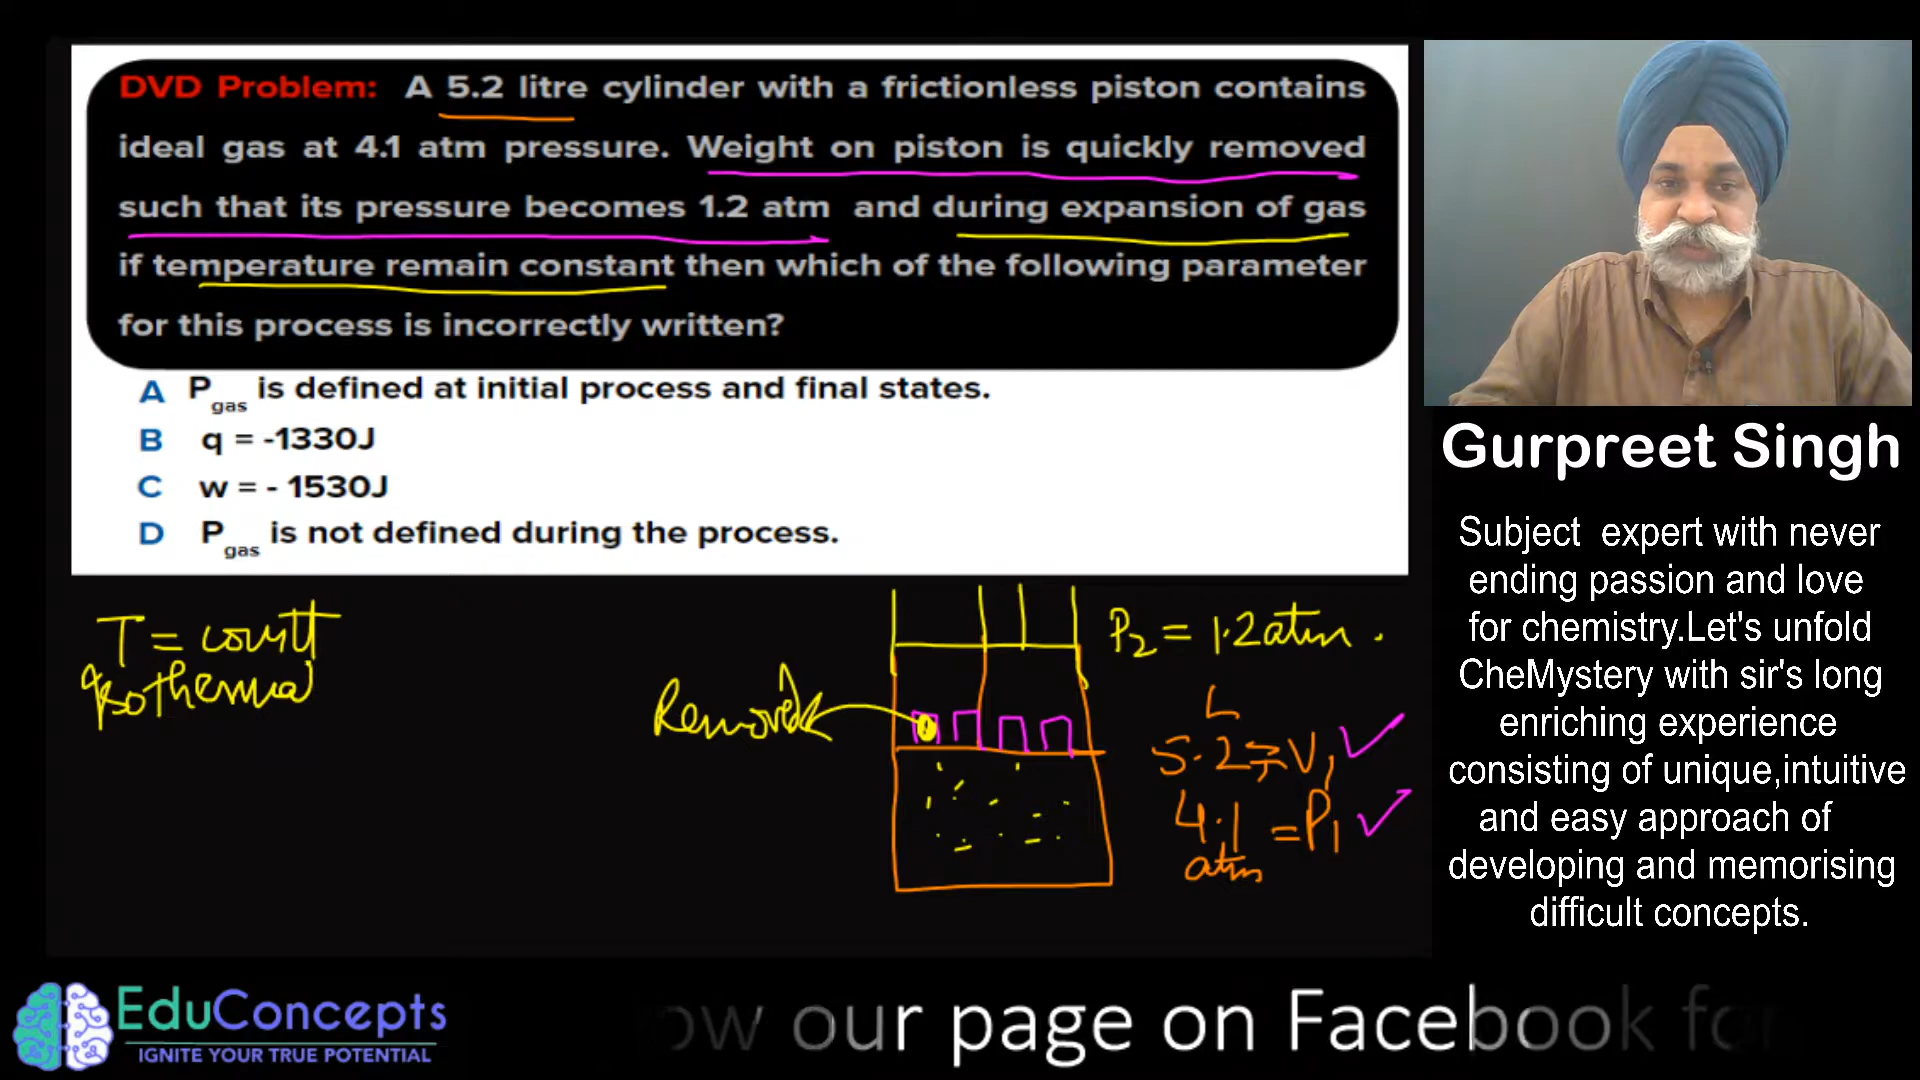 DVD Problem: A 5.2 litre cylinder with a frictionless piston contains
ideal gas at 4.1 atm pressure. Weight on piston is quickly removed
such that its pressure becomes 1.2 atm and during expansion of gas
if temperature remain constant then which of the following parameter
for this process is incorrectly written?
A Pgas is defined at initial process and final states.
B q = -1330J
C w = - 1530J
D Pgas is not defined during the process.
T = constt
Isothermal
Removed
P2 = 1.2 atm .
L
5.2 = V1
4.1 = P1
atm
Gurpreet Singh
Subject expert with never
ending passion and love
for chemistry.Let's unfold
CheMystery with sir's long
enriching experience
consisting of unique,intuitive
and easy approach of
developing and memorising
difficult concepts.
EduConcepts
IGNITE YOUR TRUE POTENTIAL
ow our page on Facebook for